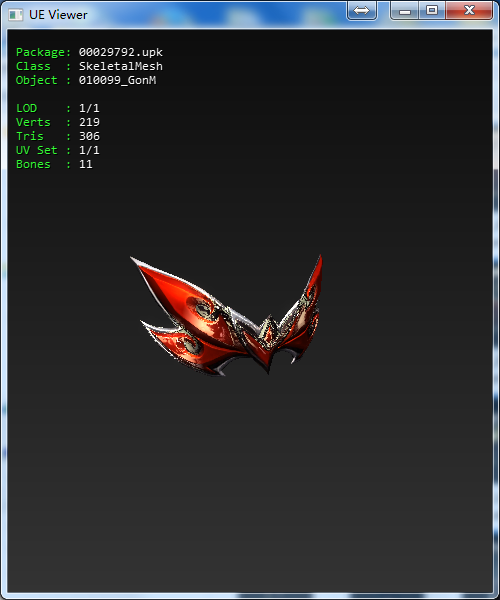 UE Viewer
Package: 00029792.upk
Class  : SkeletalMesh
Object : 010099_GonM
LOD    : 1/1
Verts  : 219
Tris   : 306
UV Set : 1/1
Bones  : 11